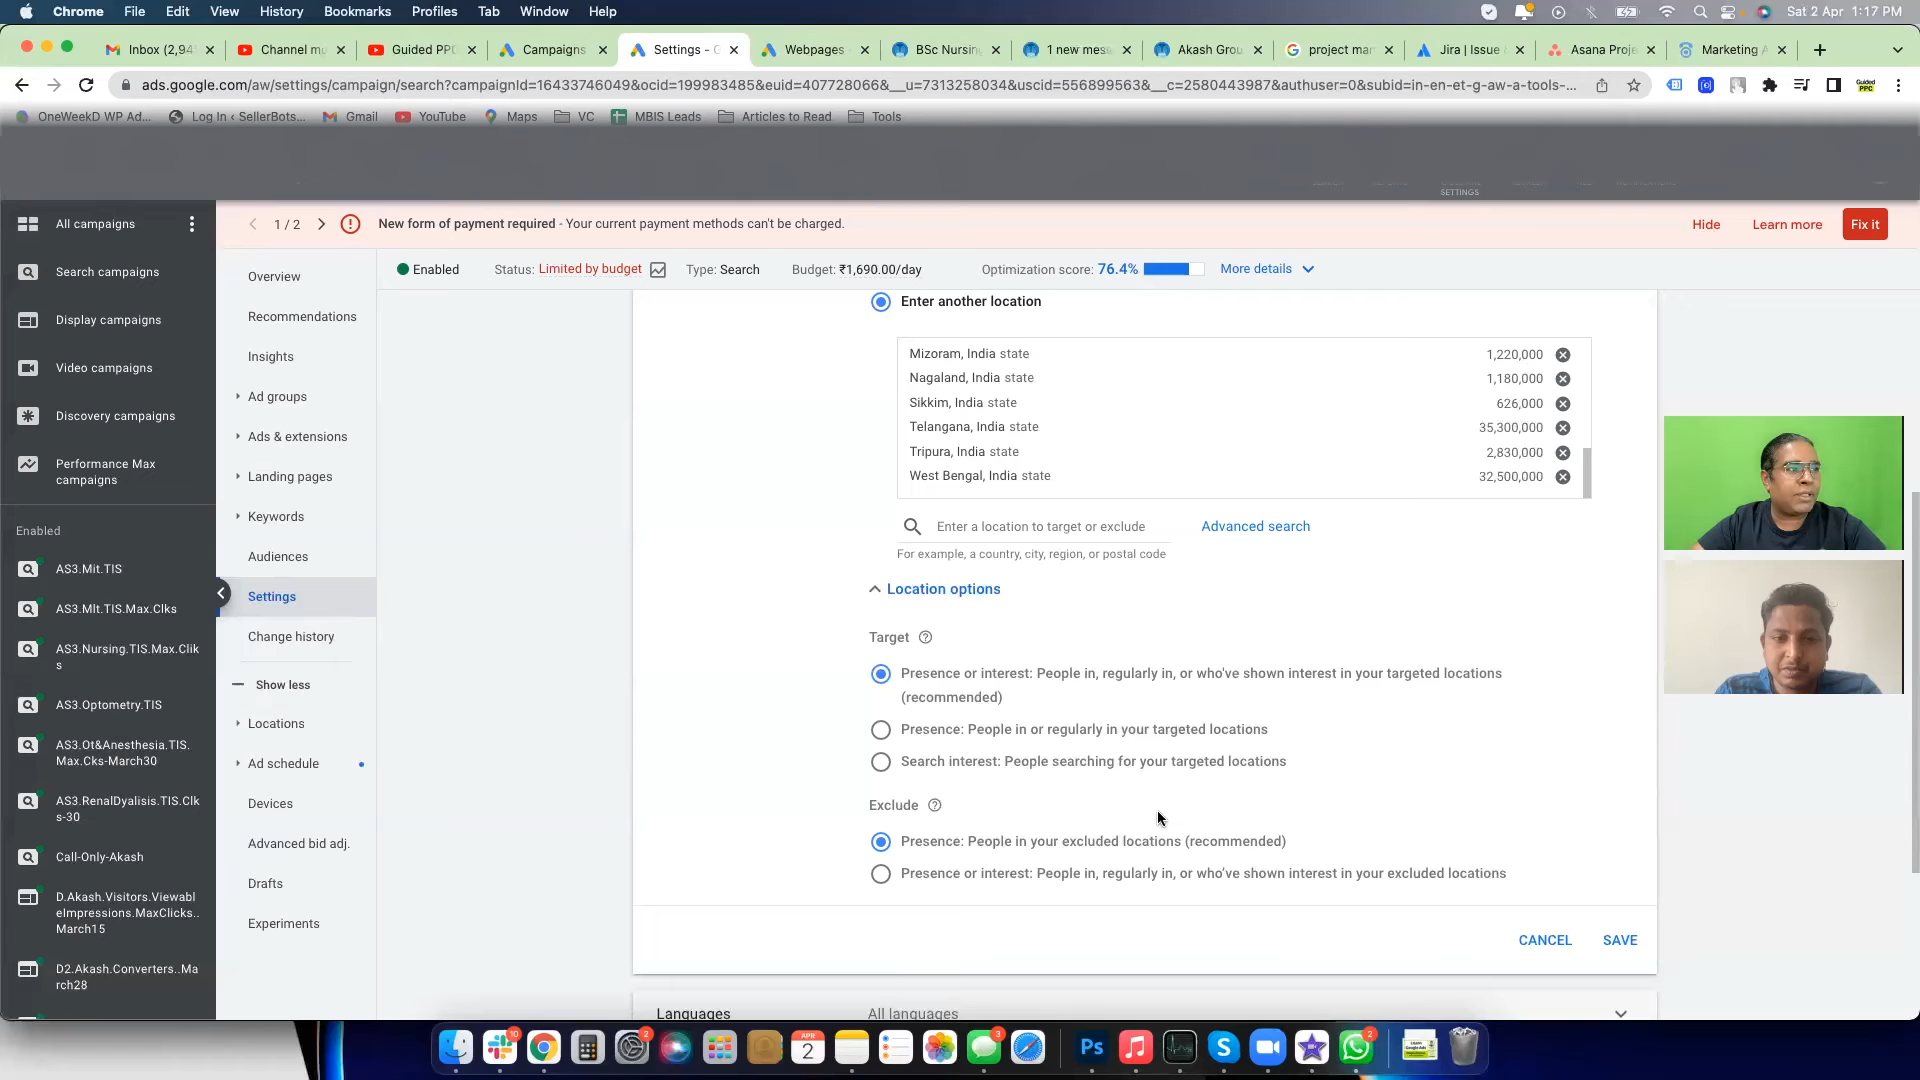 Chrome File Edit View History Bookmarks Profiles Tab Window Help
Sat 2 Apr 1:17 PM
Inbox (2,94
Channel mu
Guided PPC
Campaigns
Settings - G
Webpages -
BSc Nursin
1 new mess
Akash Grou
project mar
Jira | Issue
Asana Proje
Marketing A
ads.google.com/aw/settings/campaign/search?campaignId=16433746049&ocid=199983485&euid=407728066&__u=7313258034&uscid=556899563&__c=2580443987&authuser=0&subid=in-en-et-g-aw-a-tools-...
OneWeekD WP Ad...
Log In ‹ SellerBots...
Gmail
YouTube
Maps
VC
MBIS Leads
Articles to Read
Tools
SETTINGS
All campaigns
Search campaigns
Display campaigns
Video campaigns
Discovery campaigns
Performance Max
campaigns
Enabled
AS3.Mit.TIS
AS3.Mlt.TIS.Max.Clks
AS3.Nursing.TIS.Max.Clik
s
AS3.Optometry.TIS
AS3.Ot&Anesthesia.TIS.
Max.Cks-March30
AS3.RenalDyalisis.TIS.Clk
s-30
Call-Only-Akash
D.Akash.Visitors.Viewabl
eImpressions.MaxClicks..
March15
D2.Akash.Converters..Ma
rch28
1 / 2
New form of payment required - Your current payment methods can't be charged.
Hide
Learn more
Fix it
Overview
Recommendations
Insights
Ad groups
Ads & extensions
Landing pages
Keywords
Audiences
Settings
Change history
Show less
Locations
Ad schedule
Devices
Advanced bid adj.
Drafts
Experiments
Enabled
Status: Limited by budget
Type: Search
Budget: ₹1,690.00/day
Optimization score: 76.4%
More details
Enter another location
Mizoram, India state 1,220,000
Nagaland, India state 1,180,000
Sikkim, India state 626,000
Telangana, India state 35,300,000
Tripura, India state 2,830,000
West Bengal, India state 32,500,000
Enter a location to target or exclude
Advanced search
For example, a country, city, region, or postal code
Location options
Target
Presence or interest: People in, regularly in, or who've shown interest in your targeted locations
(recommended)
Presence: People in or regularly in your targeted locations
Search interest: People searching for your targeted locations
Exclude
Presence: People in your excluded locations (recommended)
Presence or interest: People in, regularly in, or who've shown interest in your excluded locations
CANCEL
SAVE
Languages
All languages
10
2
APR
2
3
Ps
2